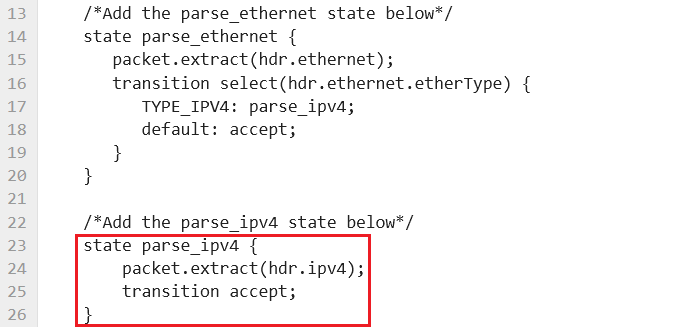 13 /*Add the parse_ethernet state below*/
14 state parse_ethernet {
15 packet.extract(hdr.ethernet);
16 transition select(hdr.ethernet.etherType) {
17 TYPE_IPV4: parse_ipv4;
18 default: accept;
19 }
20 }
21
22 /*Add the parse_ipv4 state below*/
23 state parse_ipv4 {
24 packet.extract(hdr.ipv4);
25 transition accept;
26 }